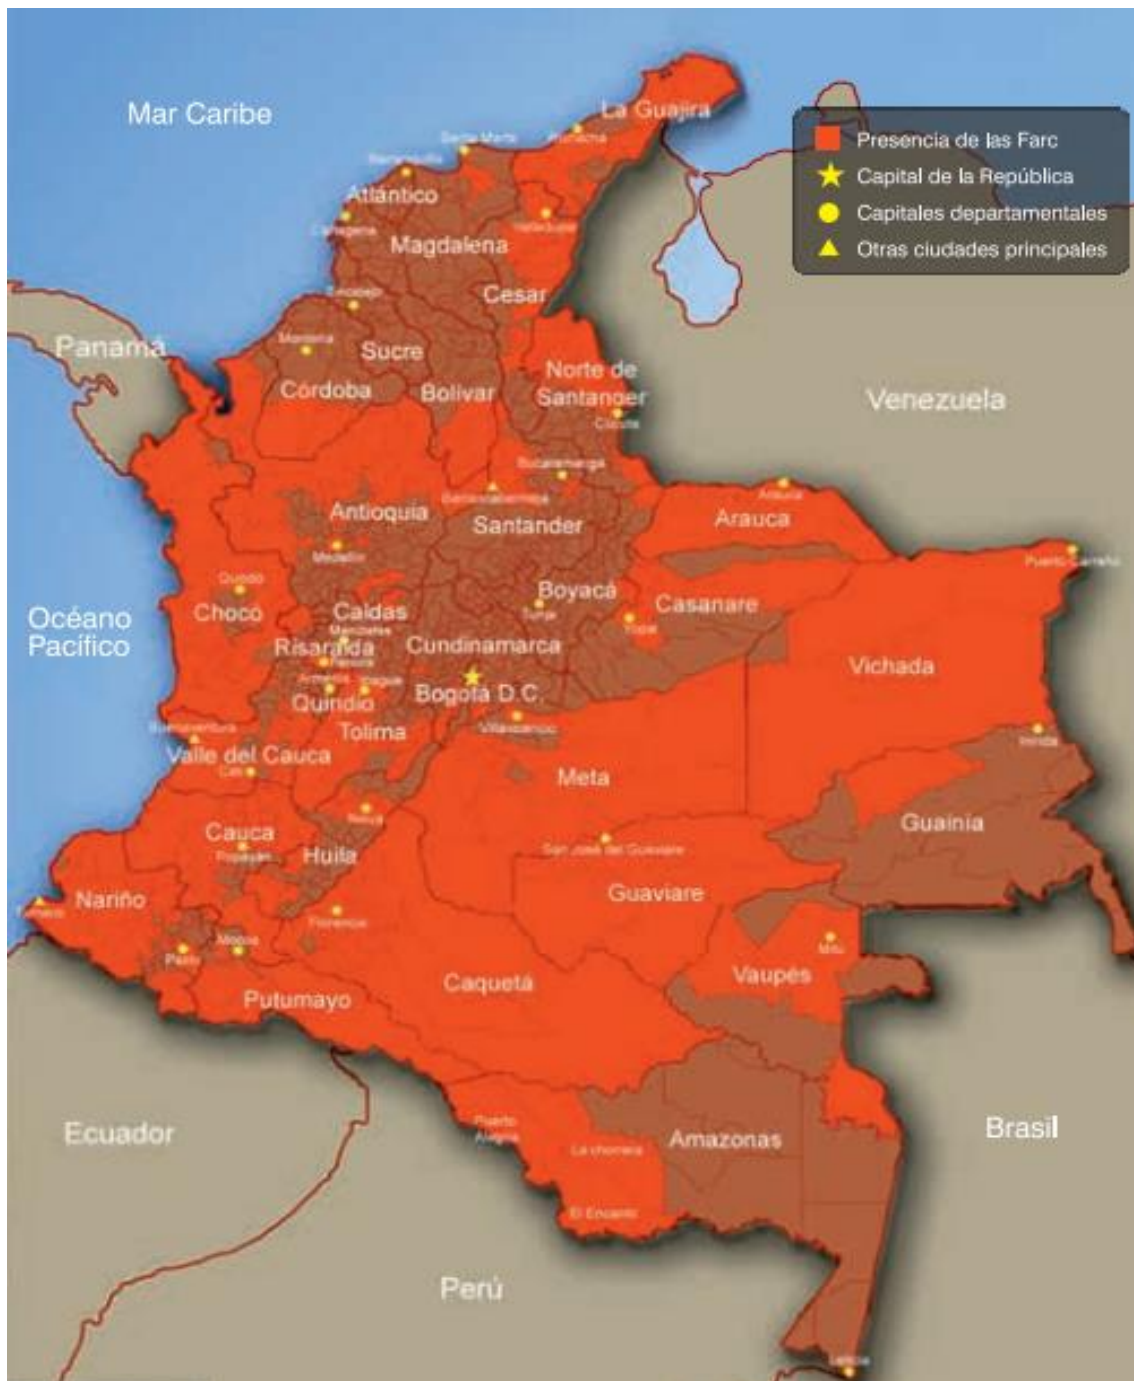 Mar Caribe
La Guajira
Presencia de las Farc
Capital de la República
Capitales departamentales
Otras ciudades principales
Santa Marta
Barranquilla
Atlántico
Cartagena
Magdalena
Valledupar
Cesar
Sincelejo
Panamá
Montería
Sucre
Norte de
Santander
Córdoba
Bolívar
Cúcuta
Venezuela
Bucaramanga
Barrancabermeja
Arauca
Antioquia
Santander
Arauca
Medellín
Puerto Carreño
Quibdó
Chocó
Caldas
Boyacá
Casanare
Océano
Pacífico
Manizales
Tunja
Yopal
Risaralda
Cundinamarca
Pereira
Vichada
Armenia
Ibagué
Bogotá D.C.
Quindío
Buenaventura
Tolima
Villavicencio
Valle del Cauca
Cali
Inírida
Meta
Neiva
Cauca
Guainía
Popayán
Huila
San José del Guaviare
Nariño
Guaviare
Tumaco
Florencia
Mocoa
Pasto
Mitú
Vaupés
Caquetá
Putumayo
Puerto
Alegría
Ecuador
Brasil
Amazonas
La chorrera
El Encanto
Perú
Leticia